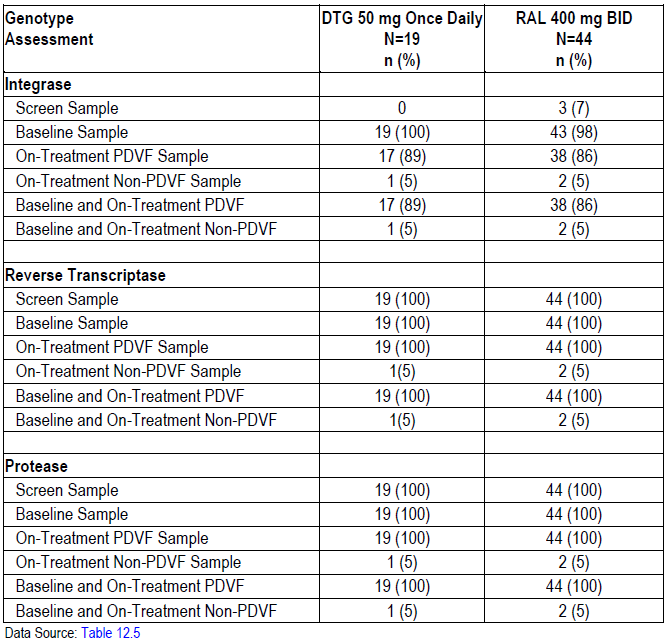 Genotype Assessment DTG 50 mg Once Daily N=19 n (%) RAL 400 mg BID N=44 n (%)
Integrase
Screen Sample 0 3 (7)
Baseline Sample 19 (100) 43 (98)
On-Treatment PDVF Sample 17 (89) 38 (86)
On-Treatment Non-PDVF Sample 1 (5) 2 (5)
Baseline and On-Treatment PDVF 17 (89) 38 (86)
Baseline and On-Treatment Non-PDVF 1 (5) 2 (5)
Reverse Transcriptase
Screen Sample 19 (100) 44 (100)
Baseline Sample 19 (100) 44 (100)
On-Treatment PDVF Sample 19 (100) 44 (100)
On-Treatment Non-PDVF Sample 1(5) 2 (5)
Baseline and On-Treatment PDVF 19 (100) 44 (100)
Baseline and On-Treatment Non-PDVF 1(5) 2 (5)
Protease
Screen Sample 19 (100) 44 (100)
Baseline Sample 19 (100) 44 (100)
On-Treatment PDVF Sample 19 (100) 44 (100)
On-Treatment Non-PDVF Sample 1 (5) 2 (5)
Baseline and On-Treatment PDVF 19 (100) 44 (100)
Baseline and On-Treatment Non-PDVF 1 (5) 2 (5)
Data Source: Table 12.5